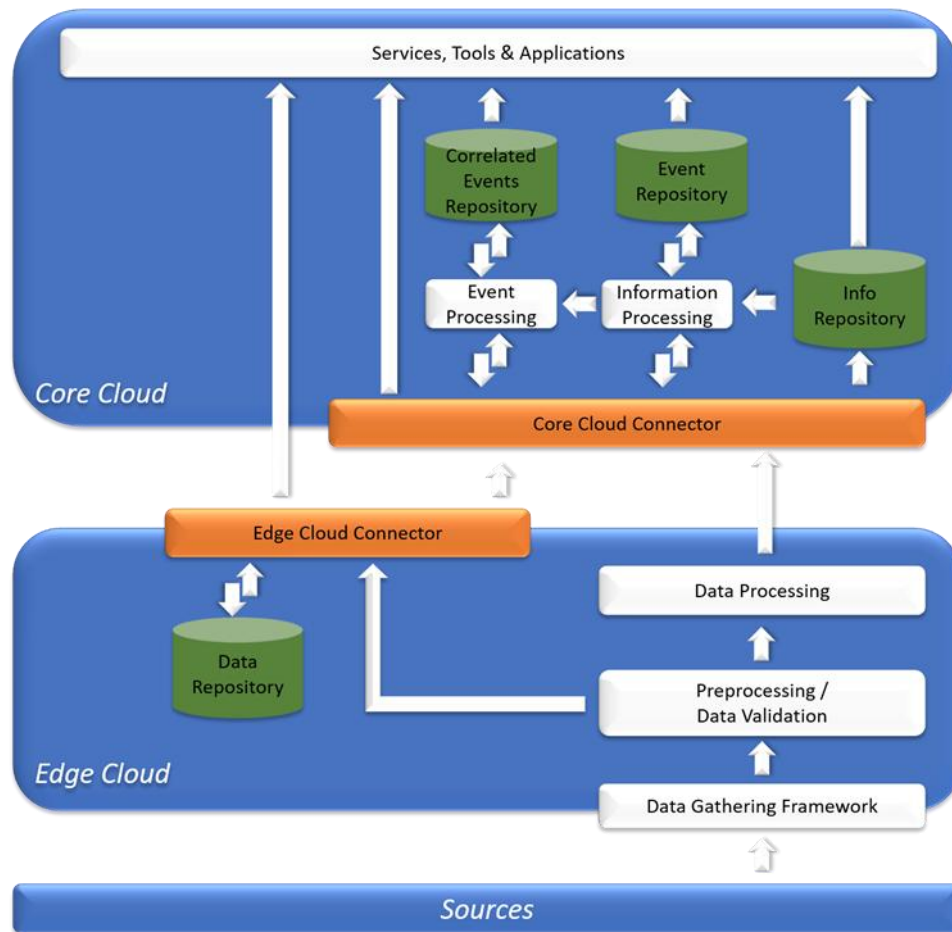 Services, Tools & Applications
Correlated
Events
Repository
Event
Repository
Event
Processing
Information
Processing
Info
Repository
Core Cloud
Core Cloud Connector
Edge Cloud Connector
Data Processing
Data
Repository
Preprocessing /
Data Validation
Edge Cloud
Data Gathering Framework
Sources